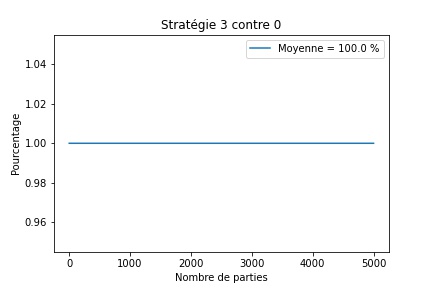 Stratégie 3 contre 0
Moyenne = 100.0 %
Pourcentage
1.04
1.02
1.00
0.98
0.96
0 1000 2000 3000 4000 5000
Nombre de parties